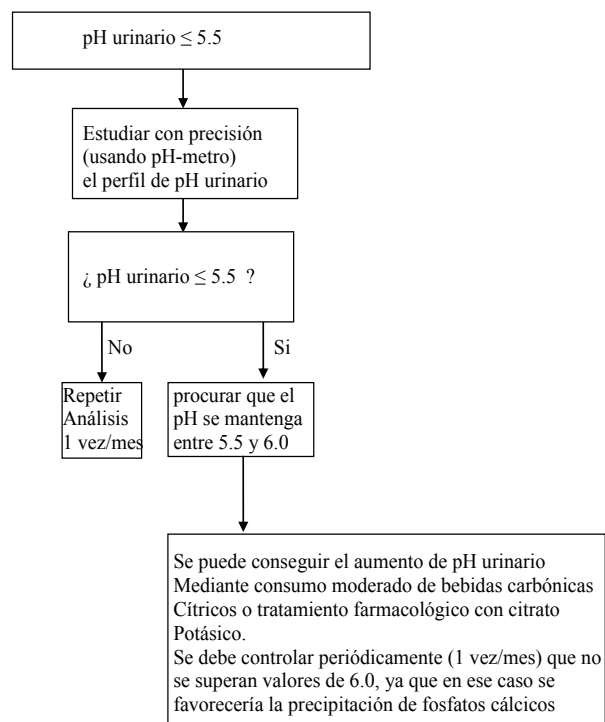 pH urinario ≤ 5.5
Estudiar con precisión
(usando pH-metro)
el perfil de pH urinario
¿ pH urinario ≤ 5.5 ?
No
Si
Repetir
Análisis
1 vez/mes
procurar que el
pH se mantenga
entre 5.5 y 6.0
Se puede conseguir el aumento de pH urinario
Mediante consumo moderado de bebidas carbónicas
Cítricos o tratamiento farmacológico con citrato
Potásico.
Se debe controlar periódicamente (1 vez/mes) que no
se superan valores de 6.0, ya que en ese caso se
favorecería la precipitación de fosfatos cálcicos